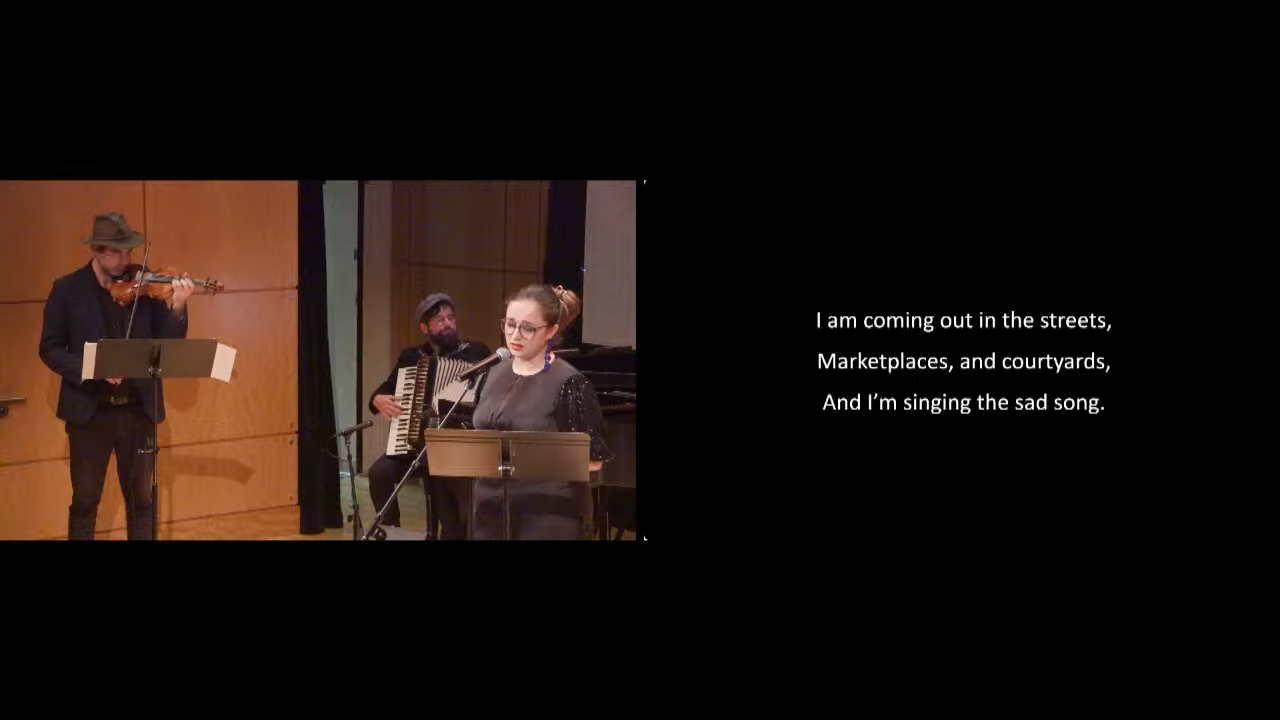 I am coming out in the streets,
Marketplaces, and courtyards,
And I’m singing the sad song.